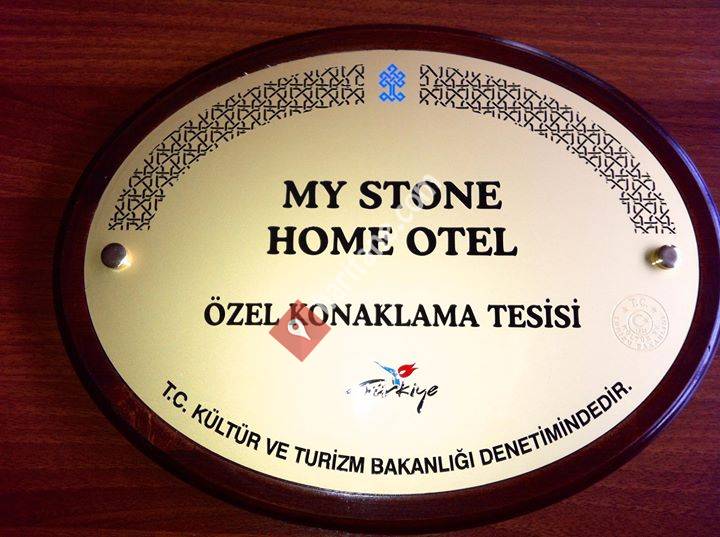 MY STONE
HOME OTEL
ÖZEL KONAKLAMA TESİSİ
Türkiye
T.C. KÜLTÜR VE TURİZM BAKANLIĞI DENETİMİNDEDİR.